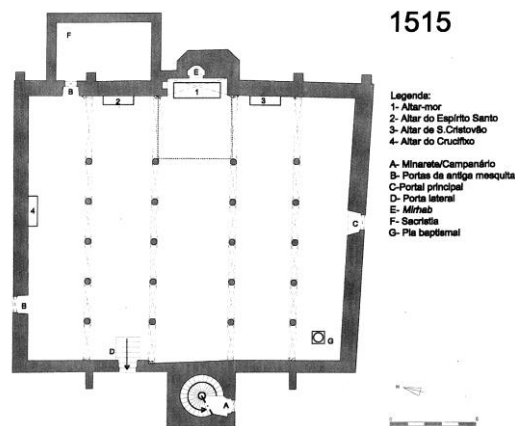 1515
Legenda:
1- Altar-mor
2- Altar do Espírito Santo
3- Altar de S.Cristovão
4- Altar do Crucifixo
A- Minarete/Campanário
B- Portas da antiga mesquita
C-Portal principal
D- Porta lateral
E- Mirhab
F- Sacristia
G- Pia baptismal
F
B
E
1
2
3
4
C
B
D
G
A